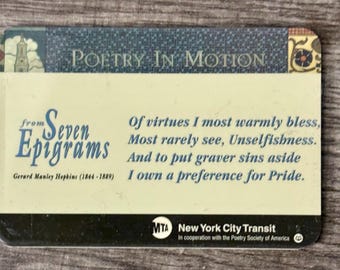 POETRY IN MOTION
from Seven
Epigrams
Gerard Manley Hopkins (1844 - 1889)
Of virtues I most warmly bless,
Most rarely see, Unselfishness.
And to put graver sins aside
I own a preference for Pride.
MTA New York City Transit
In cooperation with the Poetry Society of America